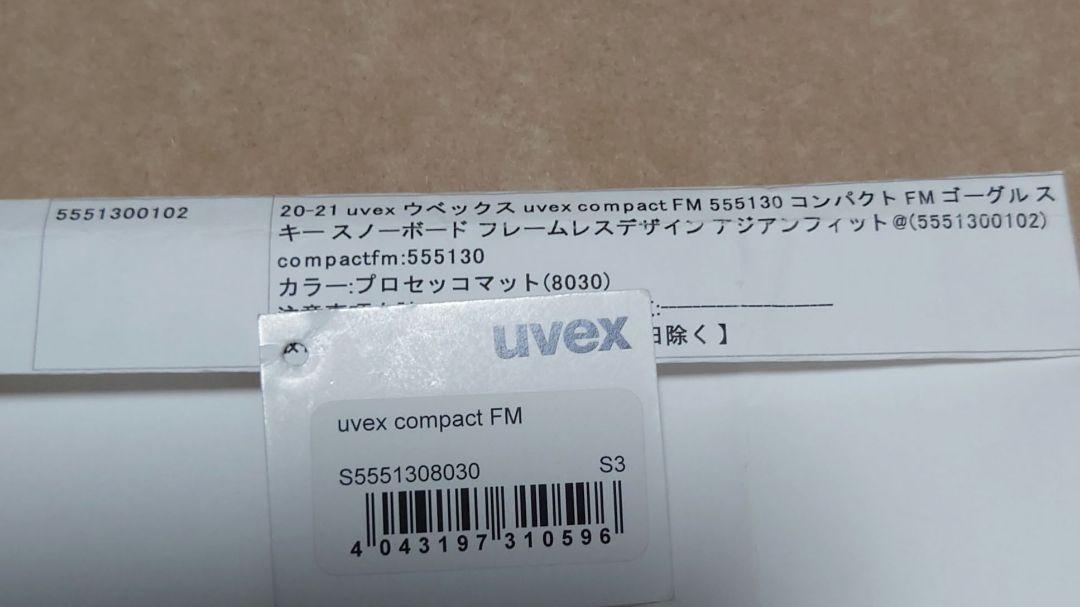 5551300102
20-21 uvex ウベックス uvex compact FM 555130 コンパクト FM ゴーグル ス
キー スノーボード フレームレスデザイン アジアンフィット@(5551300102)
compactfm:555130
カラー:プロセッコマット(8030)
除く】
uvex
uvex compact FM
S5551308030 S3
4 043197 310596